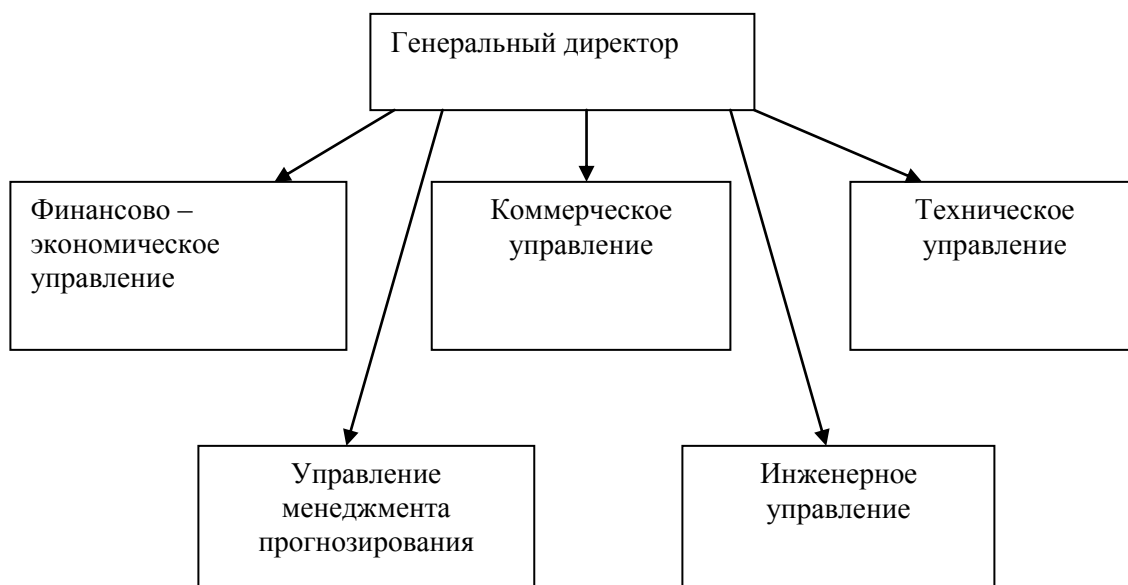 Генеральный директор
Финансово –
экономическое
управление
Коммерческое
управление
Техническое
управление
Управление
менеджмента
прогнозирования
Инженерное
управление